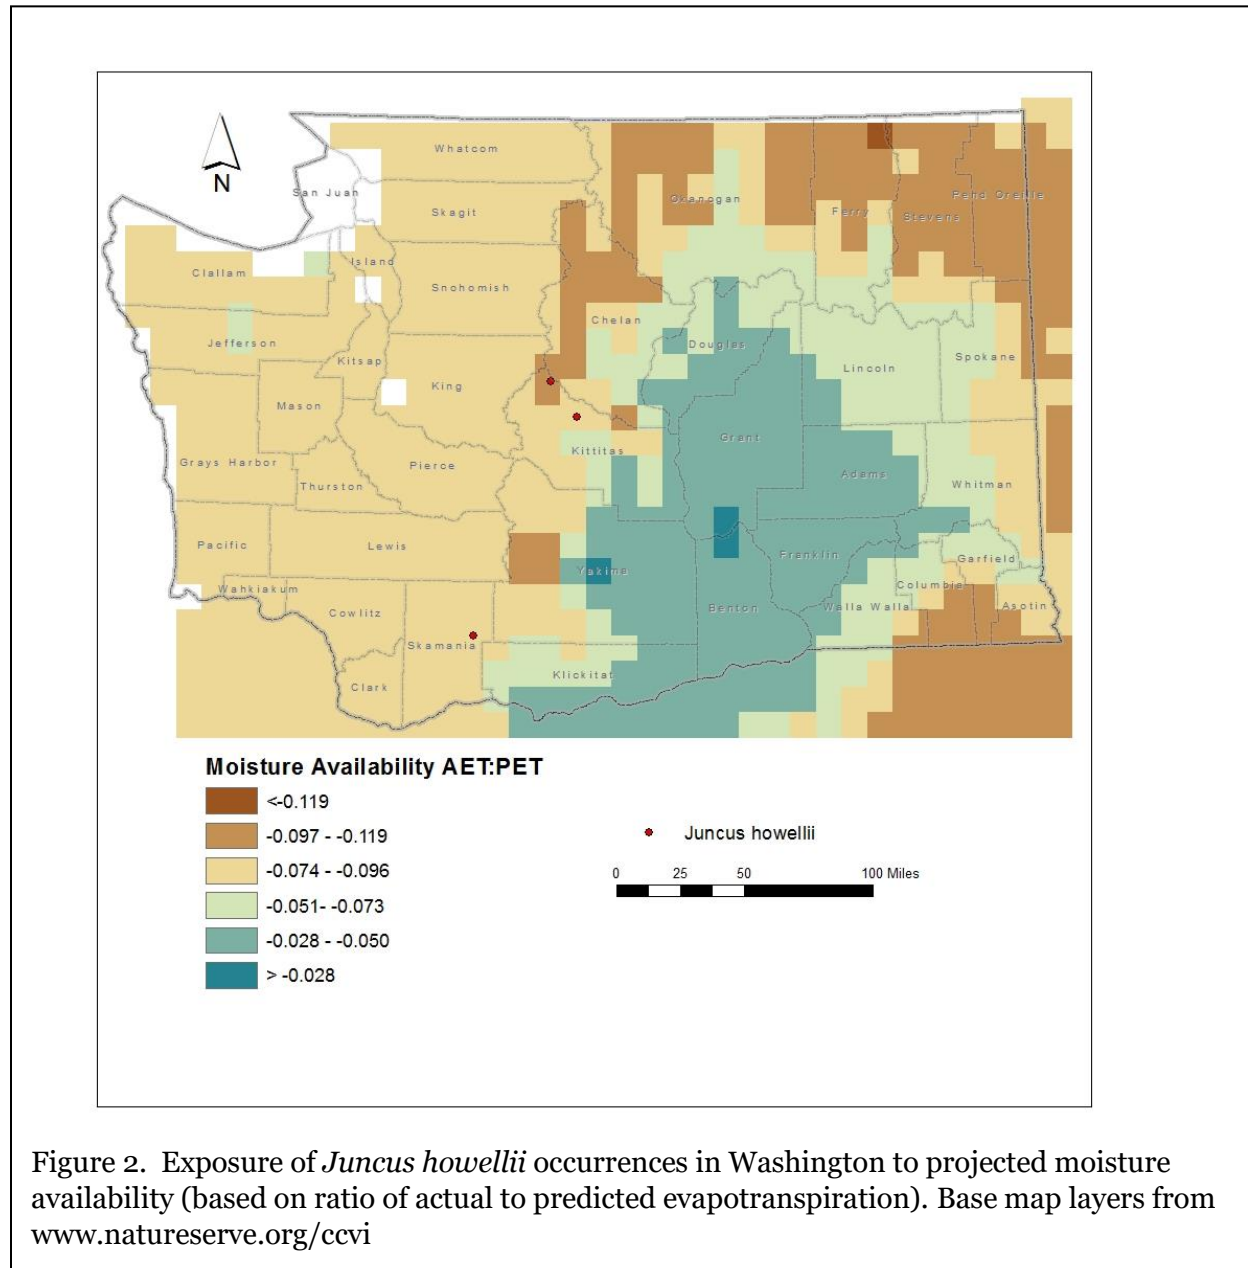 N
Whatcom
San Juan
Skagit
Okanogan
Ferry
Stevens
Pend Oreille
Clallam
Island
Snohomish
Chelan
Jefferson
Douglas
Kitsap
King
Lincoln
Spokane
Mason
Grant
Kittitas
Grays Harbor
Pierce
Thurston
Adams
Whitman
Pacific
Lewis
Franklin
Garfield
Yakima
Wahkiakum
Columbia
Cowlitz
Benton
Walla Walla
Asotin
Skamania
Klickitat
Clark
Moisture Availability AET:PET
<-0.119
-0.097 - -0.119
-0.074 - -0.096
-0.051- -0.073
-0.028 - -0.050
> -0.028
Juncus howellii
0 25 50 100 Miles
Figure 2. Exposure of Juncus howellii occurrences in Washington to projected moisture
availability (based on ratio of actual to predicted evapotranspiration). Base map layers from
www.natureserve.org/ccvi